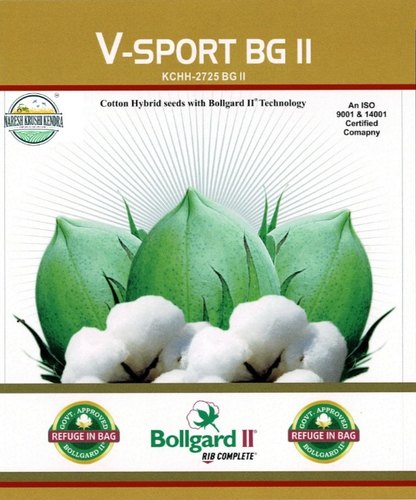 V-SPORT BG II
KCHH-2725 BG II
NARESH KRUSHI KENDRA
Cotton Hybrid seeds with Bollgard II® Technology
An ISO
9001 & 14001
Certified
Comapny
GOVT. APPROVED
REFUGE IN BAG
BOLLGARD II®
Bollgard II®
RIB COMPLETE®
GOVT. APPROVED
REFUGE IN BAG
BOLLGARD II®